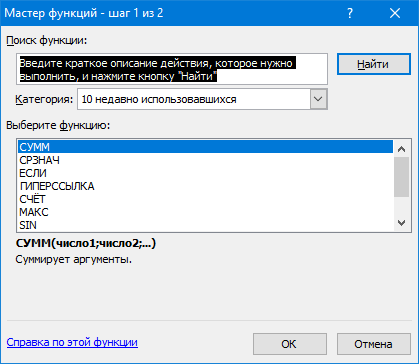 Мастер функций - шаг 1 из 2
Поиск функции:
Введите краткое описание действия, которое нужно
выполнить, и нажмите кнопку "Найти"
Найти
Категория: 10 недавно использовавшихся
Выберите функцию:
СУММ
СРЗНАЧ
ЕСЛИ
ГИПЕРССЫЛКА
СЧЁТ
МАКС
SIN
СУММ(число1;число2;...)
Суммирует аргументы.
Справка по этой функции
ОК
Отмена